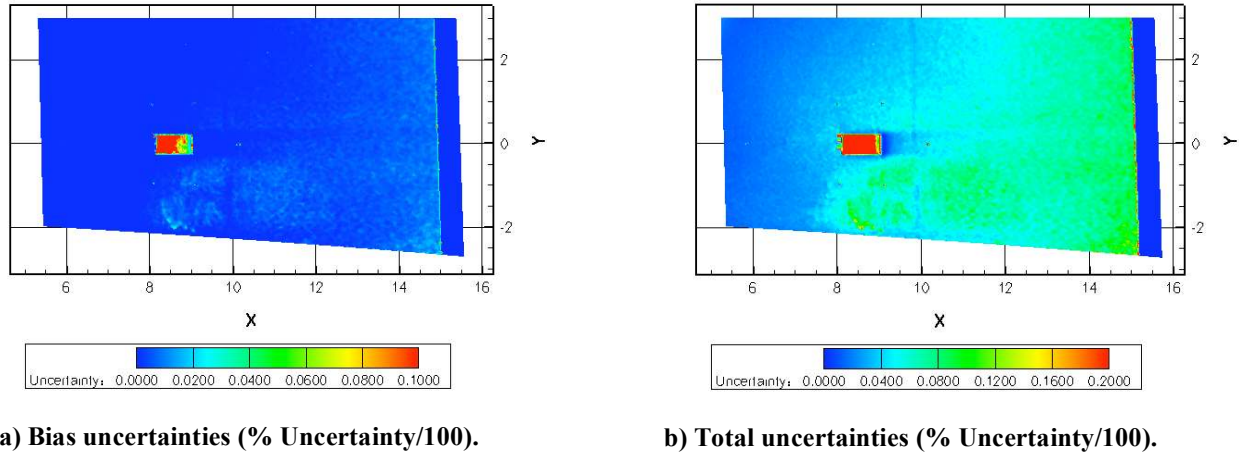 2
0
-2
Y
6 8 10 12 14 16
X
Uncertainty: 0.0000 0.0200 0.0400 0.0600 0.0800 0.1000
a) Bias uncertainties (% Uncertainty/100).
2
0
-2
Y
6 8 10 12 14 16
X
Uncertainty: 0.0000 0.0400 0.0800 0.1200 0.1600 0.2000
b) Total uncertainties (% Uncertainty/100).